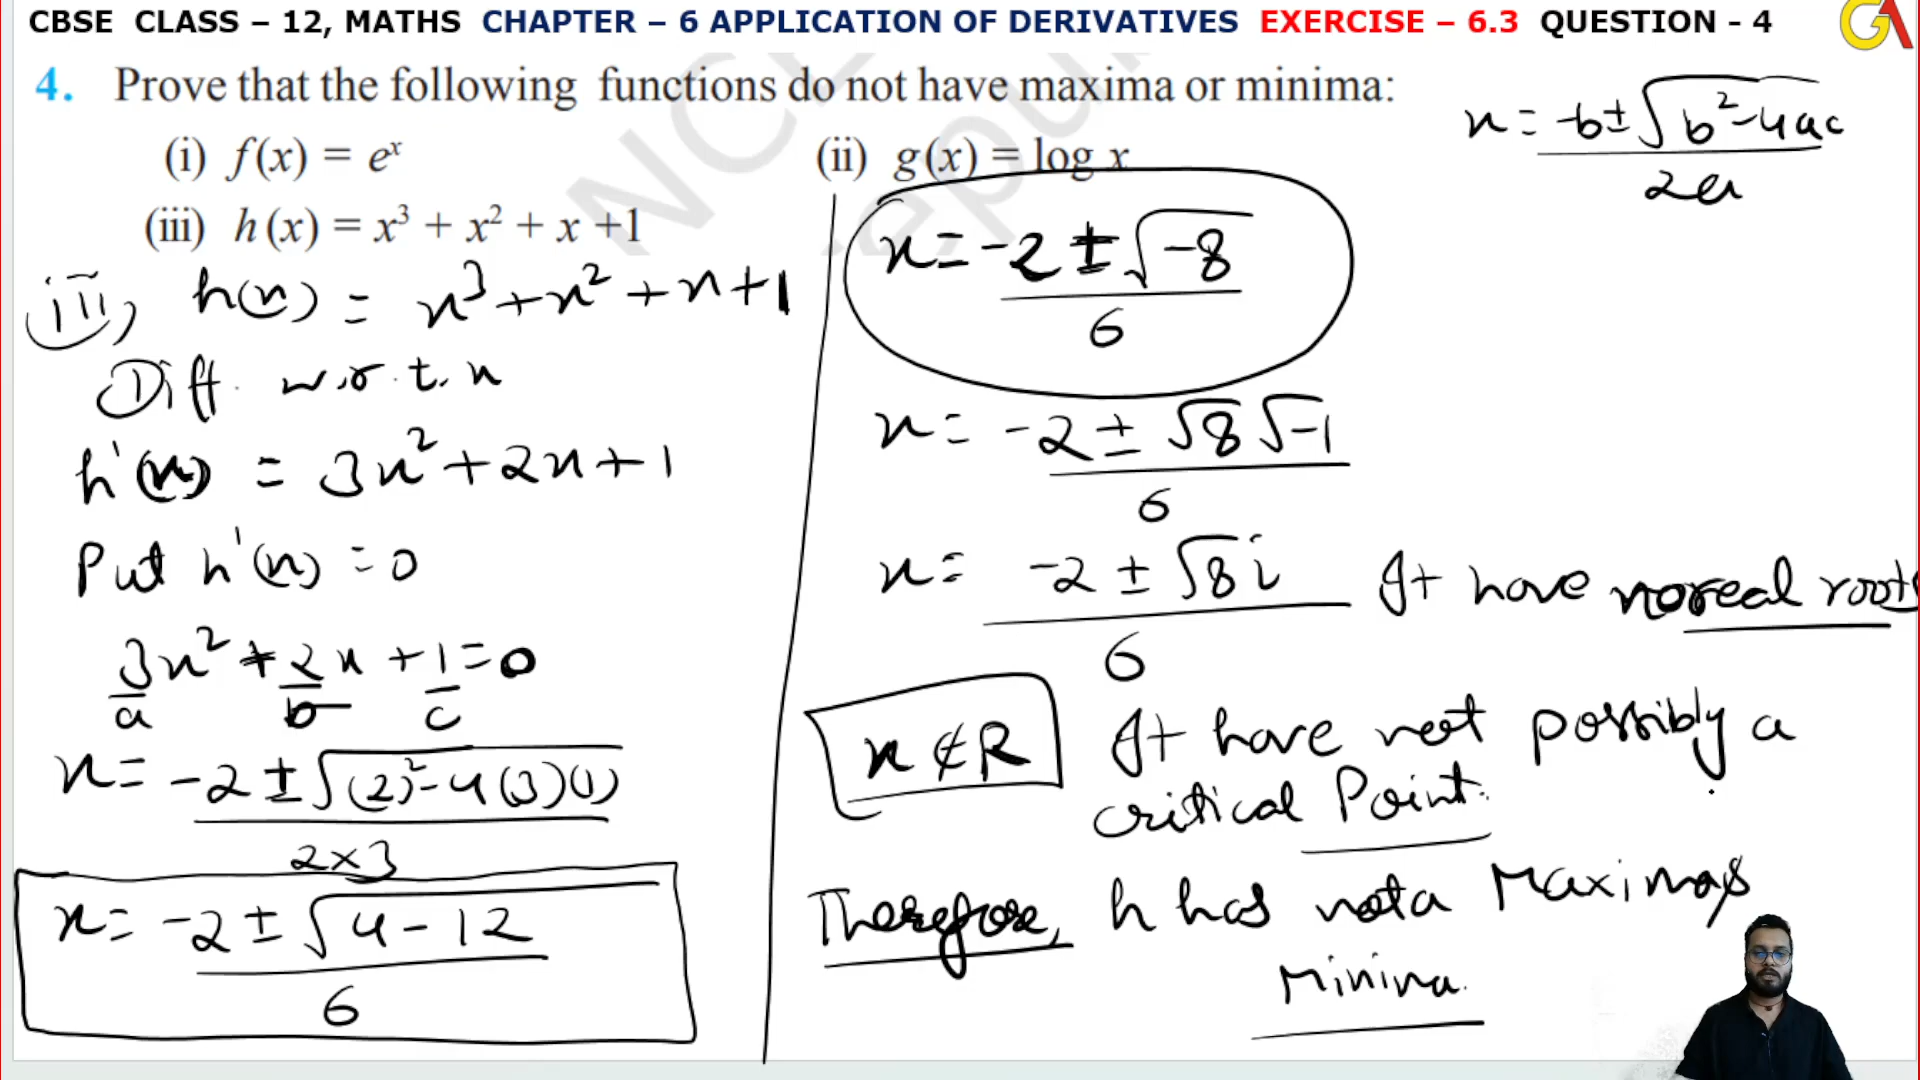 CBSE CLASS – 12, MATHS CHAPTER – 6 APPLICATION OF DERIVATIVES EXERCISE – 6.3 QUESTION - 4
GA
4. Prove that the following functions do not have maxima or minima:
(i) f(x) = eˣ (ii) g(x) = log x
(iii) h(x) = x³ + x² + x +1
iii) h(x) = x³+x²+x+1
Diff. w.r.t. x
h'(x) = 3x²+2x+1
Put h'(x) = 0
3x²+2x+1=0
a b c
x = -2 ± √(2)²-4(3)(1)
2×3
x = -2 ± √4-12
6
x = -b ± √b²-4ac
2a
x = -2 ± √-8
6
x = -2 ± √8 √-1
6
x = -2 ± √8 i It have no real roots
6
x ∉ R It have not possibly a
critical Point.
Therefore, h has not a Maxima &
Minima.